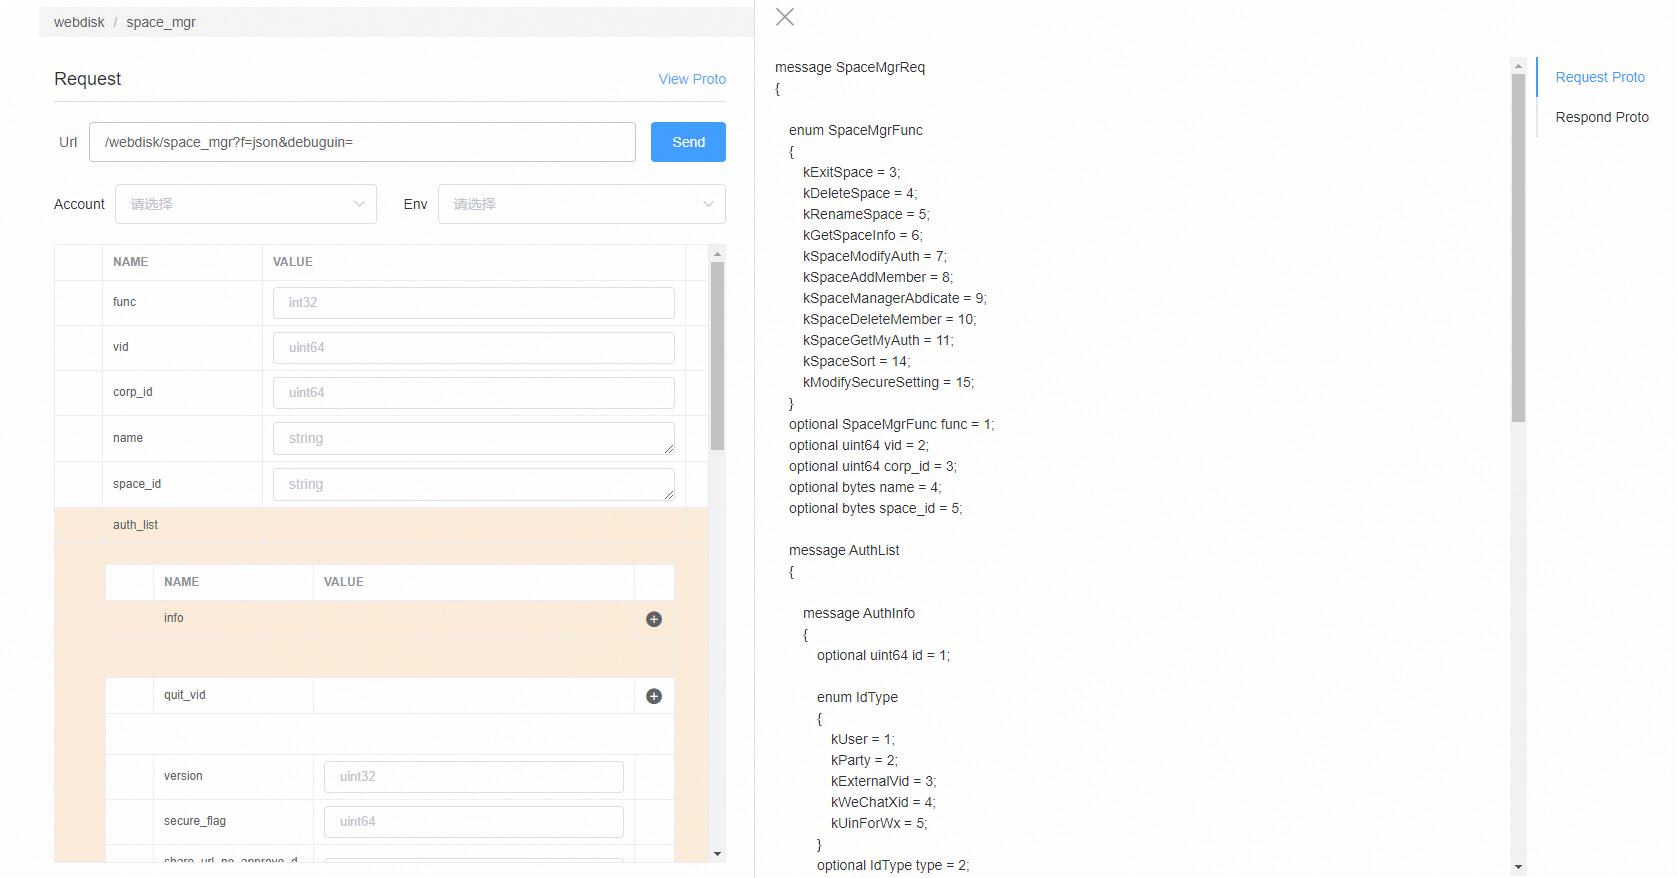 webdisk / space_mgr
Request
View Proto
Url
/webdisk/space_mgr?f=json&debuguin=
Send
Account
请选择
Env
请选择
NAME
VALUE
func
int32
vid
uint64
corp_id
uint64
name
string
space_id
string
auth_list
NAME
VALUE
info
quit_vid
version
uint32
secure_flag
uint64
share_url_no_approve_d
message SpaceMgrReq
{
enum SpaceMgrFunc
{
kExitSpace = 3;
kDeleteSpace = 4;
kRenameSpace = 5;
kGetSpaceInfo = 6;
kSpaceModifyAuth = 7;
kSpaceAddMember = 8;
kSpaceManagerAbdicate = 9;
kSpaceDeleteMember = 10;
kSpaceGetMyAuth = 11;
kSpaceSort = 14;
kModifySecureSetting = 15;
}
optional SpaceMgrFunc func = 1;
optional uint64 vid = 2;
optional uint64 corp_id = 3;
optional bytes name = 4;
optional bytes space_id = 5;
message AuthList
{
message AuthInfo
{
optional uint64 id = 1;
enum IdType
{
kUser = 1;
kParty = 2;
kExternalVid = 3;
kWeChatXid = 4;
kUinForWx = 5;
}
optional IdType type = 2;
Request Proto
Respond Proto